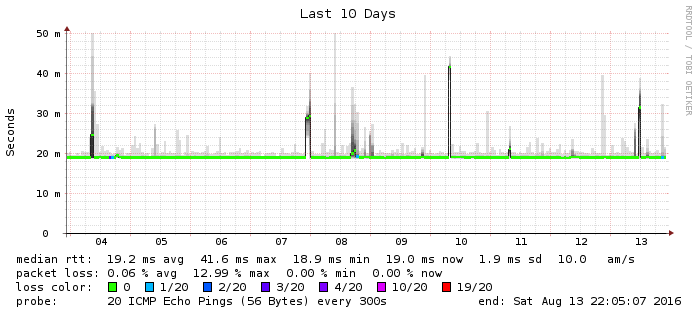 Last 10 Days
RRDTOOL / TOBI OETIKER
Seconds
50 m
40 m
30 m
20 m
10 m
0
04 05 06 07 08 09 10 11 12 13
median rtt: 19.2 ms avg 41.6 ms max 18.9 ms min 19.0 ms now 1.9 ms sd 10.0 am/s
packet loss: 0.06 % avg 12.99 % max 0.00 % min 0.00 % now
loss color: 0 1/20 2/20 3/20 4/20 10/20 19/20
probe: 20 ICMP Echo Pings (56 Bytes) every 300s end: Sat Aug 13 22:05:07 2016